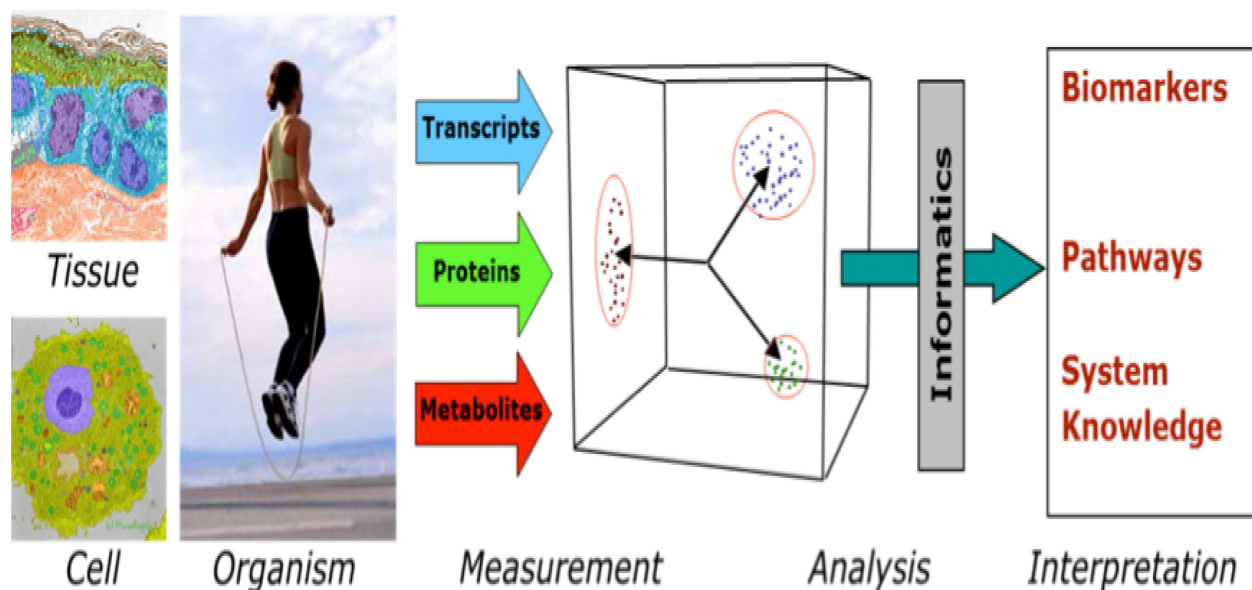 Tissue
Cell
Organism
Transcripts
Proteins
Metabolites
Measurement
Informatics
Analysis
Biomarkers
Pathways
System
Knowledge
Interpretation